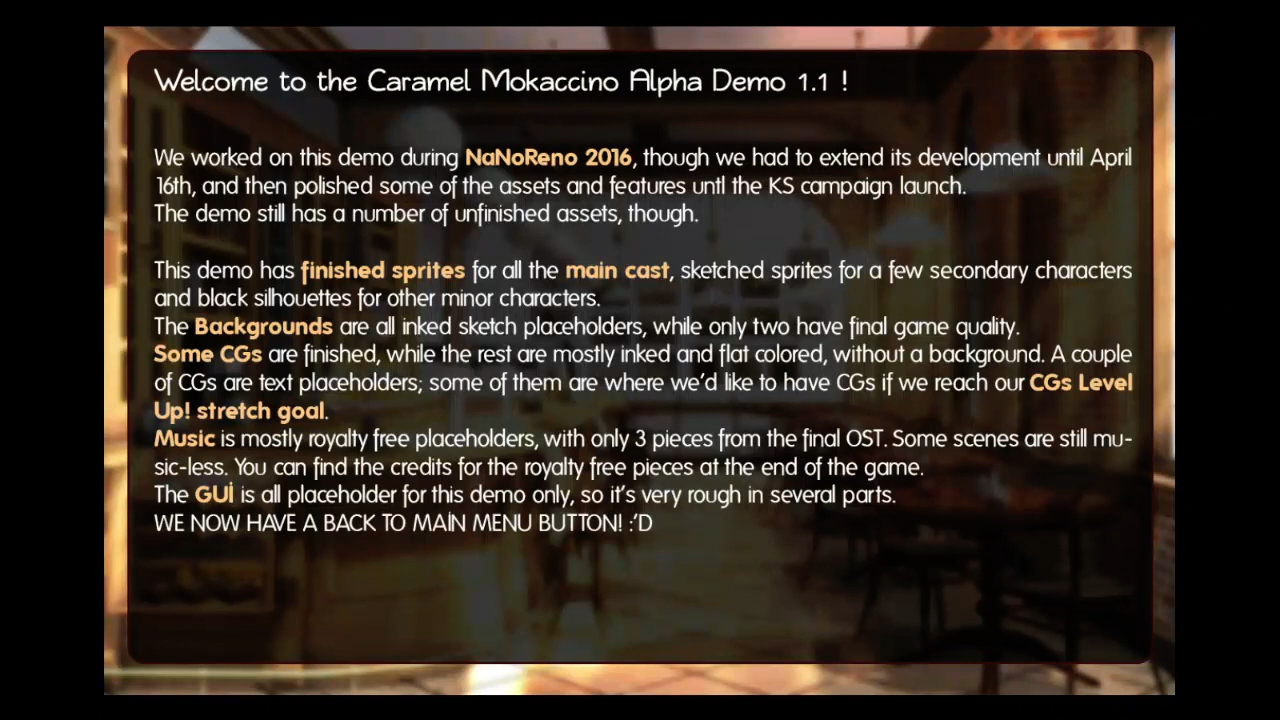 Welcome to the Caramel Mokaccino Alpha Demo 1.1 !
We worked on this demo during NaNoReno 2016, though we had to extend its development until April
16th, and then polished some of the assets and features untl the KS campaign launch.
The demo still has a number of unfinished assets, though.
This demo has finished sprites for all the main cast, sketched sprites for a few secondary characters
and black silhouettes for other minor characters.
The Backgrounds are all inked sketch placeholders, while only two have final game quality.
Some CGs are finished, while the rest are mostly inked and flat colored, without a background. A couple
of CGs are text placeholders; some of them are where we'd like to have CGs if we reach our CGs Level
Up! stretch goal.
Music is mostly royalty free placeholders, with only 3 pieces from the final OST. Some scenes are still mu-
sic-less. You can find the credits for the royalty free pieces at the end of the game.
The GUİ is all placeholder for this demo only, so it's very rough in several parts.
WE NOW HAVE A BACK TO MAİN MENU BUTTON! :'D